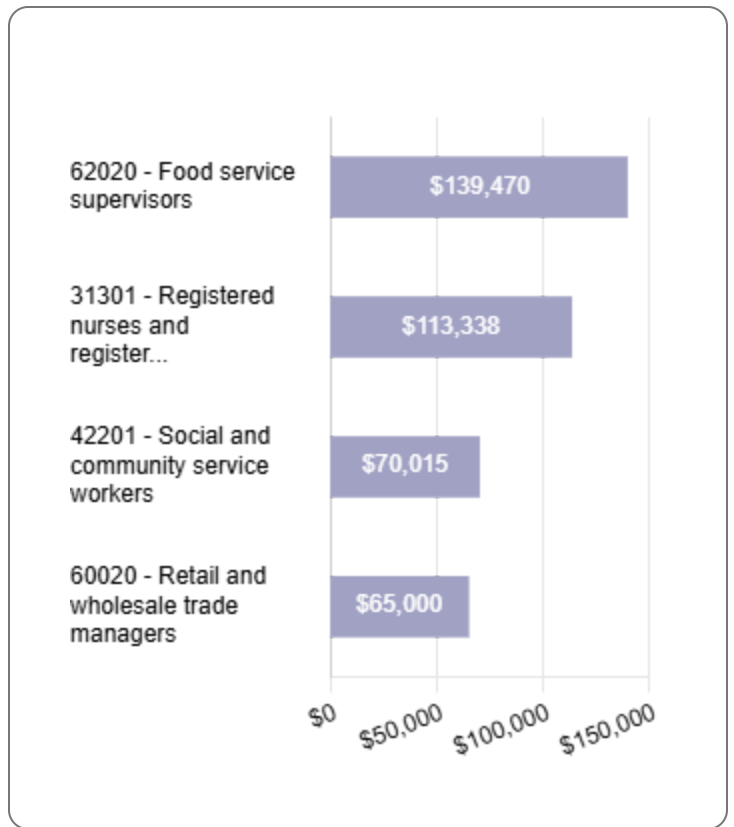 62020 - Food service
supervisors
$139,470
31301 - Registered
nurses and
register...
$113,338
42201 - Social and
community service
workers
$70,015
60020 - Retail and
wholesale trade
managers
$65,000
$0
$50,000
$100,000
$150,000